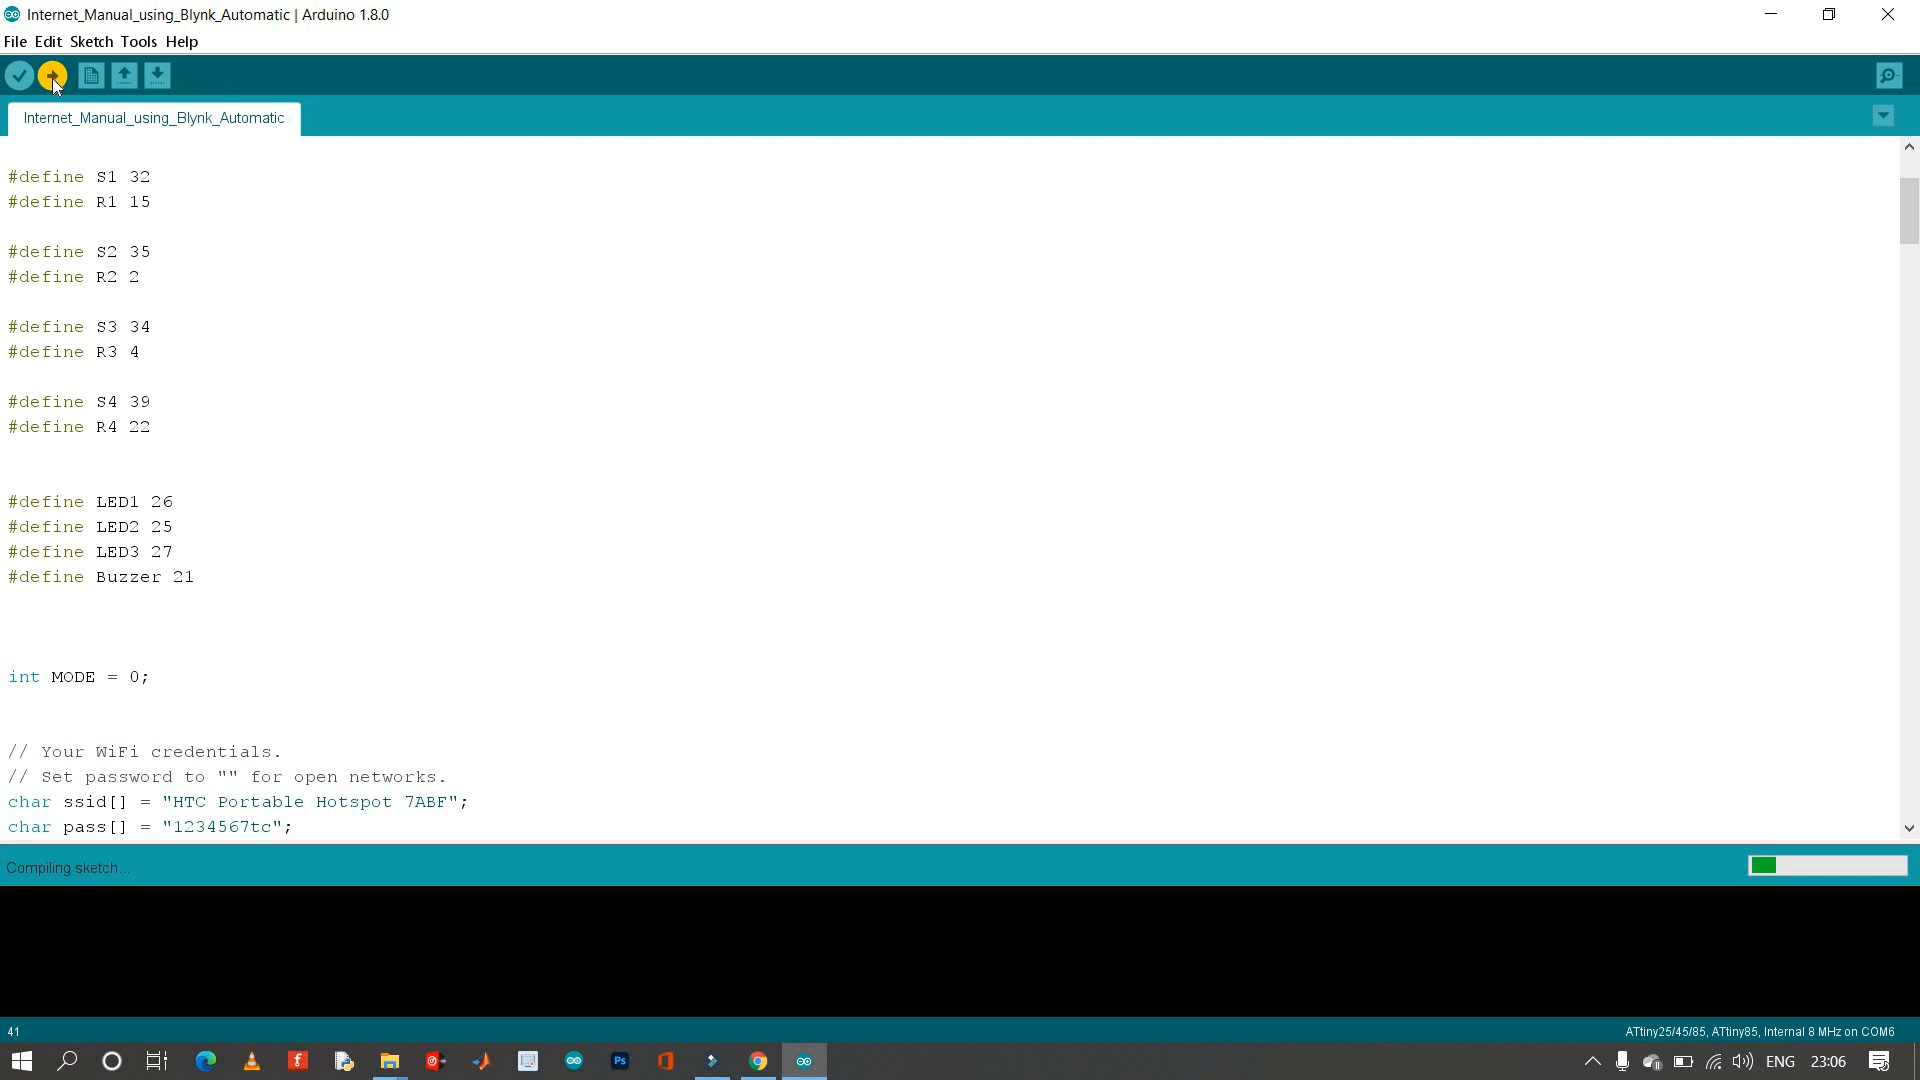 Internet_Manual_using_Blynk_Automatic | Arduino 1.8.0
File Edit Sketch Tools Help
Internet_Manual_using_Blynk_Automatic
#define S1 32
#define R1 15
#define S2 35
#define R2 2
#define S3 34
#define R3 4
#define S4 39
#define R4 22
#define LED1 26
#define LED2 25
#define LED3 27
#define Buzzer 21
int MODE = 0;
// Your WiFi credentials.
// Set password to "" for open networks.
char ssid[] = "HTC Portable Hotspot 7ABF";
char pass[] = "1234567tc";
Compiling sketch...
41
ATtiny25/45/85, ATtiny85, Internal 8 MHz on COM6
f
Ps
ENG
23:06